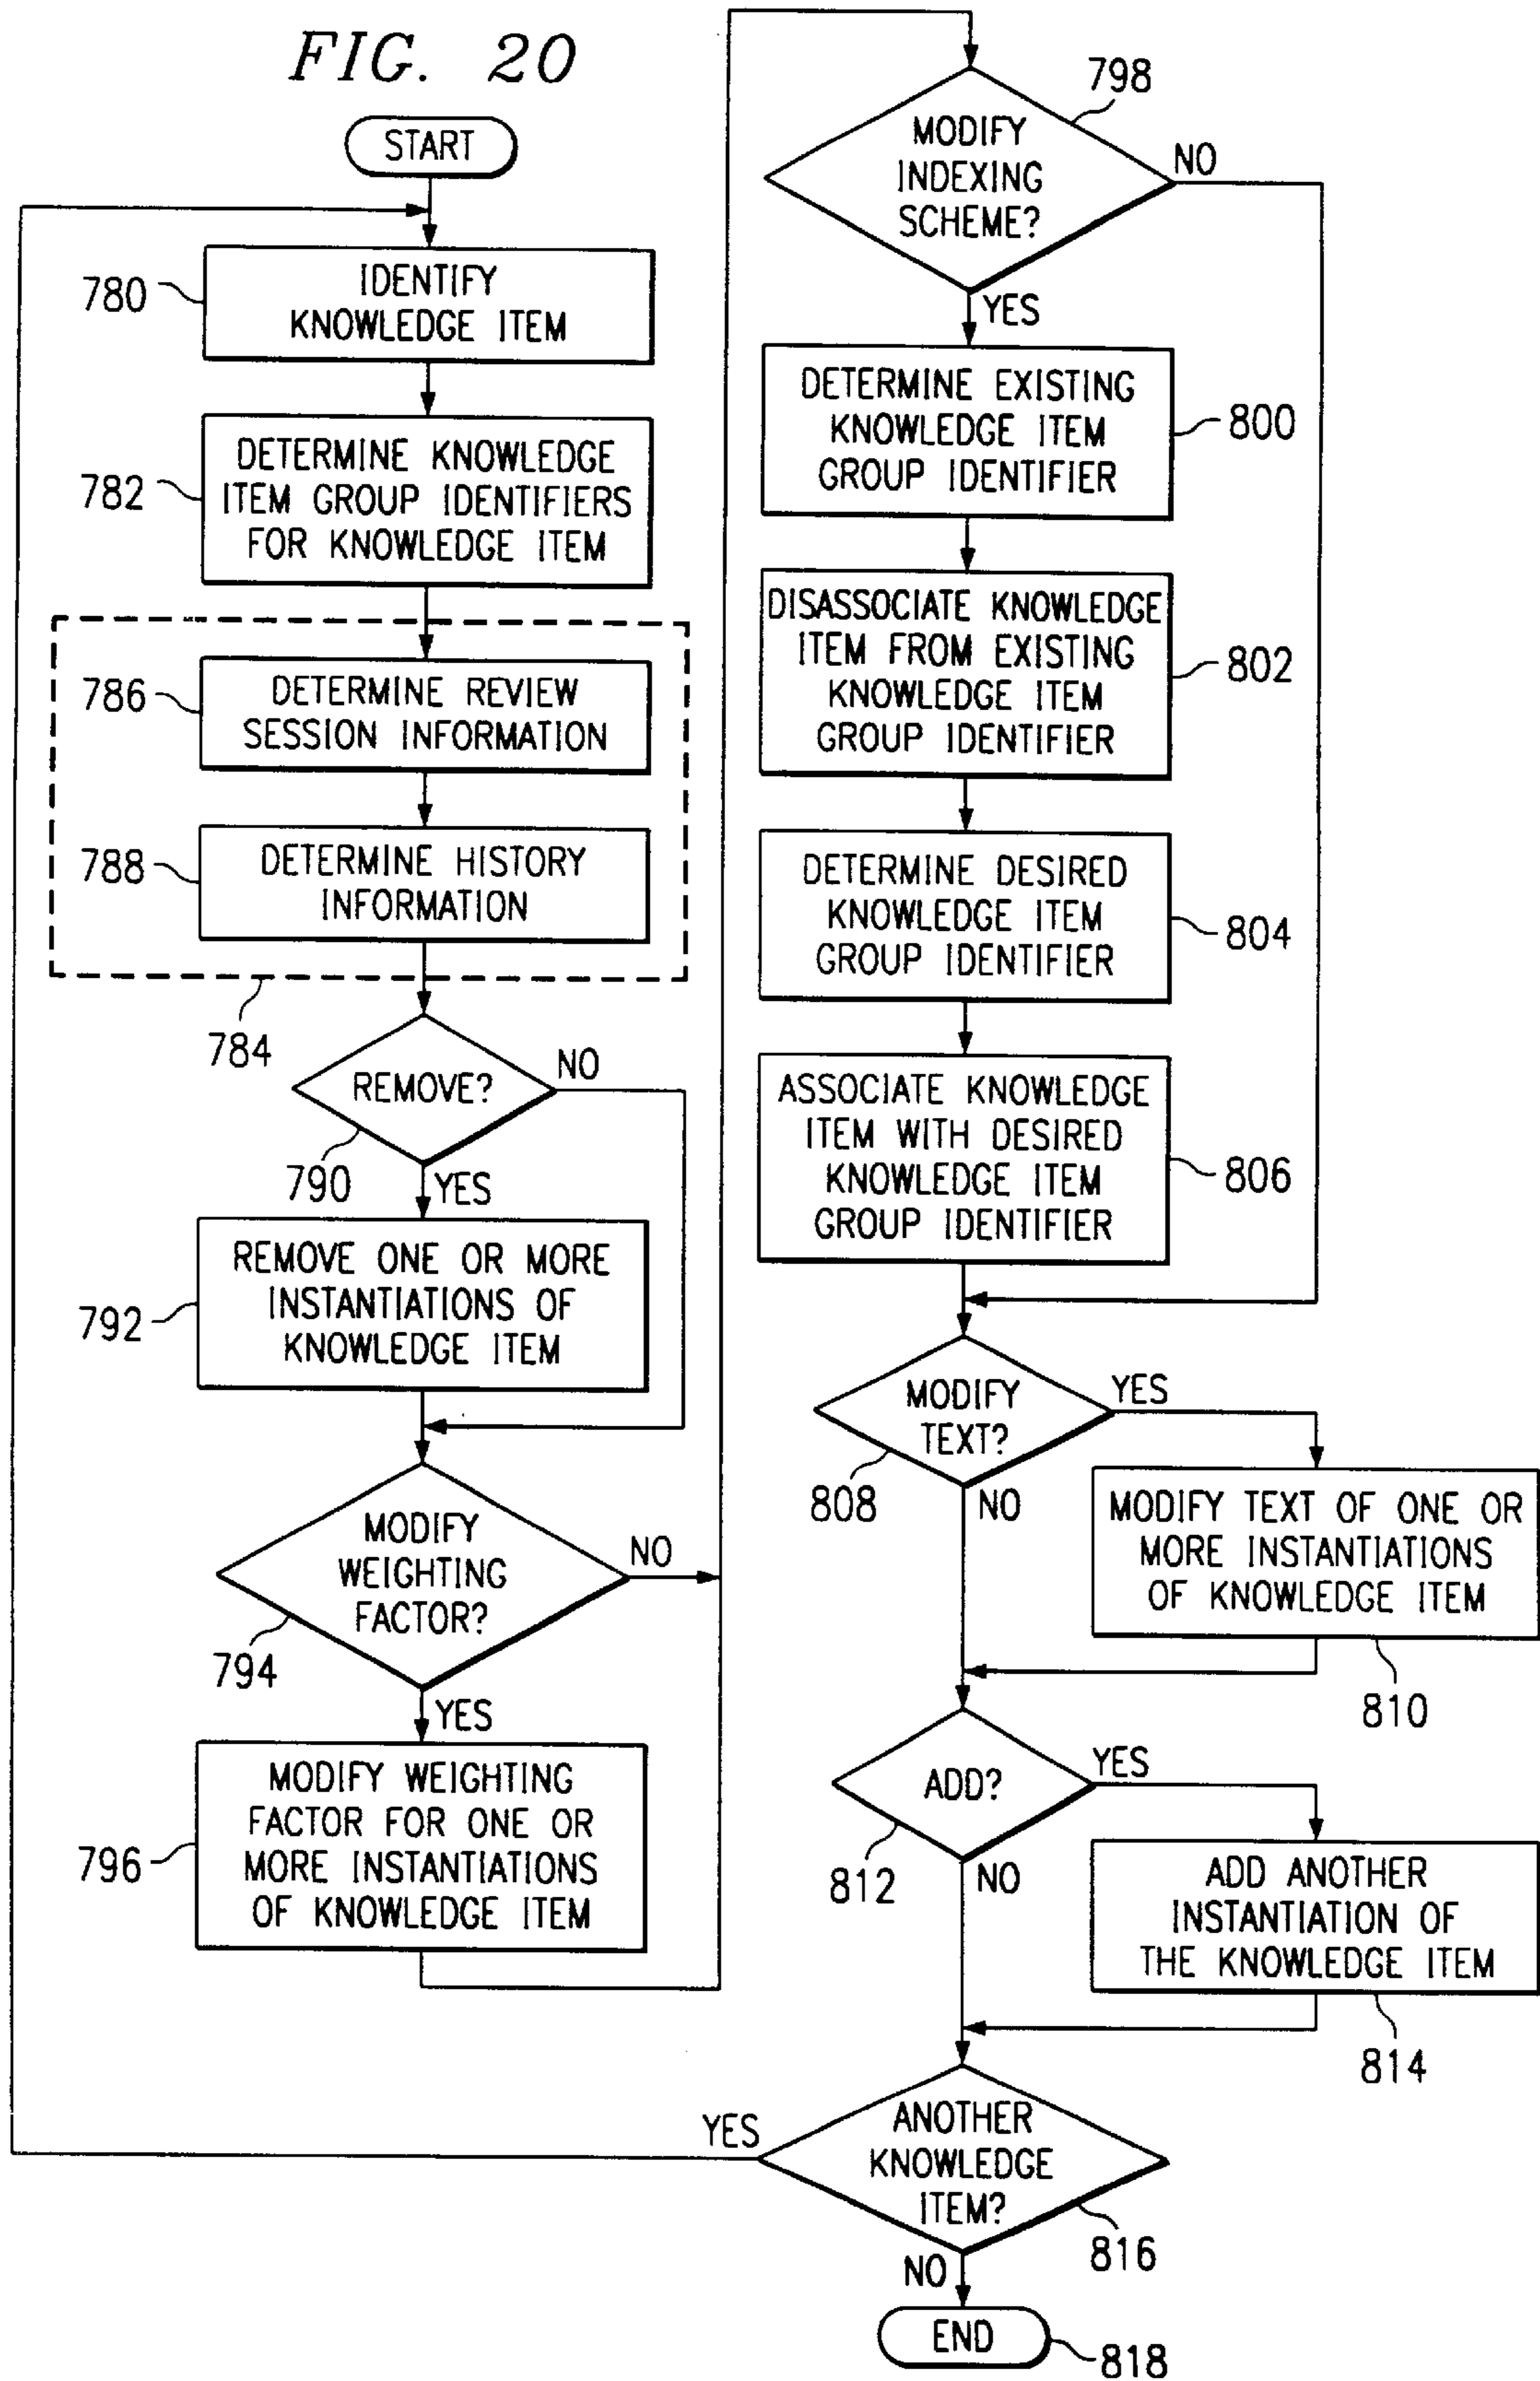 FIG. 20
START
780
IDENTIFY
KNOWLEDGE ITEM
782
DETERMINE KNOWLEDGE
ITEM GROUP IDENTIFIERS
FOR KNOWLEDGE ITEM
786
DETERMINE REVIEW
SESSION INFORMATION
788
DETERMINE HISTORY
INFORMATION
784
REMOVE?
NO
790
YES
792
REMOVE ONE OR MORE
INSTANTIATIONS OF
KNOWLEDGE ITEM
MODIFY
WEIGHTING
FACTOR?
NO
794
YES
796
MODIFY WEIGHTING
FACTOR FOR ONE OR
MORE INSTANTIATIONS
OF KNOWLEDGE ITEM
798
MODIFY
INDEXING
SCHEME?
NO
YES
DETERMINE EXISTING
KNOWLEDGE ITEM
GROUP IDENTIFIER
800
DISASSOCIATE KNOWLEDGE
ITEM FROM EXISTING
KNOWLEDGE ITEM
GROUP IDENTIFIER
802
DETERMINE DESIRED
KNOWLEDGE ITEM
GROUP IDENTIFIER
804
ASSOCIATE KNOWLEDGE
ITEM WITH DESIRED
KNOWLEDGE ITEM
GROUP IDENTIFIER
806
MODIFY
TEXT?
YES
808
NO
MODIFY TEXT OF ONE OR
MORE INSTANTIATIONS
OF KNOWLEDGE ITEM
810
ADD?
YES
812
NO
ADD ANOTHER
INSTANTIATION OF
THE KNOWLEDGE ITEM
814
YES
ANOTHER
KNOWLEDGE
ITEM?
816
NO
END
818